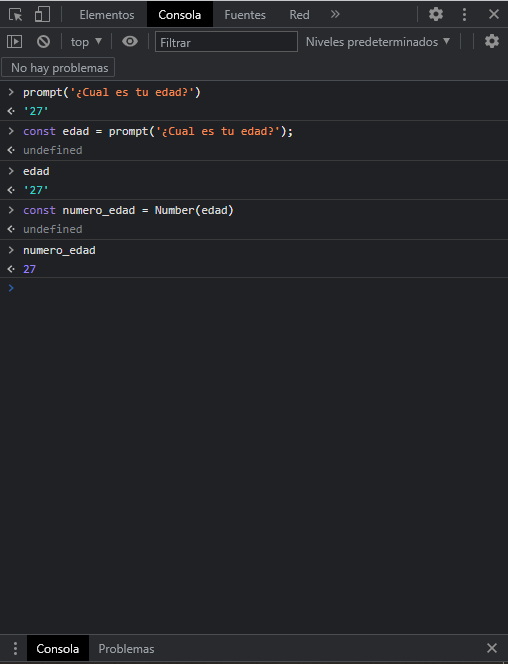 Elementos Consola Fuentes Red »
top ▼ Filtrar Niveles predeterminados ▼
No hay problemas
> prompt('¿Cual es tu edad?')
'27'
> const edad = prompt('¿Cual es tu edad?');
undefined
> edad
'27'
> const numero_edad = Number(edad)
undefined
> numero_edad
27
>
Consola Problemas